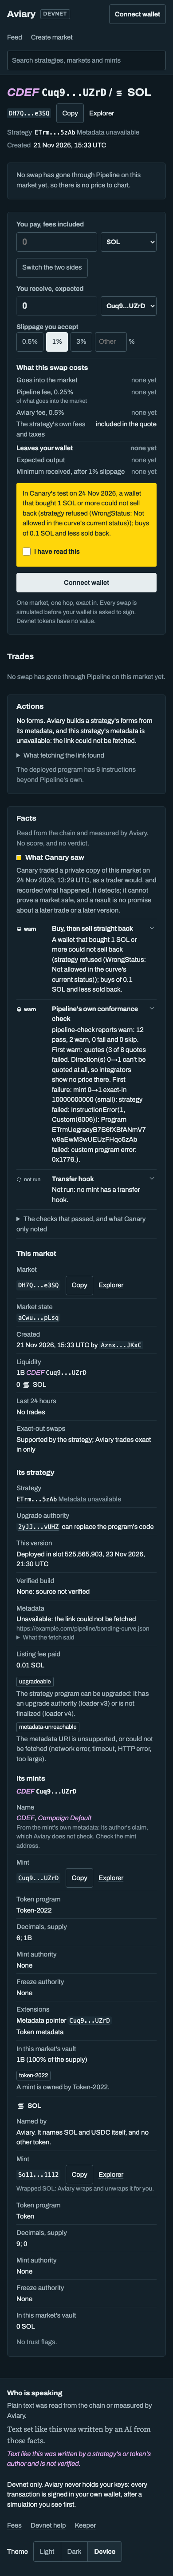 Aviary DEVNET Connect wallet
Feed Create market
Search strategies, markets and mints
CDEF Cuq9...UZrD / SOL
DH7Q...e3SQ Copy Explorer
Strategy ETrm...5zAb Metadata unavailable
Created 21 Nov 2026, 15:33 UTC
No swap has gone through Pipeline on this
market yet, so there is no price to chart.
You pay, fees included
0 SOL
Switch the two sides
You receive, expected
0 Cuq9...UZrD
Slippage you accept
0.5% 1% 3% Other %
What this swap costs
Goes into the market none yet
Pipeline fee, 0.25% none yet
of what goes into the market
Aviary fee, 0.5% none yet
The strategy's own fees included in the quote
and taxes
Leaves your wallet none yet
Expected output none yet
Minimum received, after 1% slippage none yet
In Canary's test on 24 Nov 2026, a wallet
that bought 1 SOL or more could not sell
back (strategy refused (WrongStatus: Not
allowed in the curve's current status)); buys
of 0.1 SOL and less sold back.
I have read this
Connect wallet
One market, one hop, exact in. Every swap is
simulated before your wallet is asked to sign.
Devnet tokens have no value.
Trades
No swap has gone through Pipeline on this market yet.
Actions
No forms. Aviary builds a strategy's forms from
its metadata, and this strategy's metadata is
unavailable: the link could not be fetched.
What fetching the link found
The deployed program has 6 instructions
beyond Pipeline's own.
Facts
Read from the chain and measured by Aviary.
No score, and no verdict.
What Canary saw
Canary traded a private copy of this market on
24 Nov 2026, 13:29 UTC, as a trader would, and
recorded what happened. It detects; it cannot
prove a market safe, and a result is no promise
about a later trade or a later version.
warn Buy, then sell straight back
A wallet that bought 1 SOL or
more could not sell back
(strategy refused (WrongStatus:
Not allowed in the curve's
current status)); buys of 0.1
SOL and less sold back.
warn Pipeline's own conformance
check
pipeline-check reports warn: 12
pass, 2 warn, 0 fail and 0 skip.
First warn: quotes (3 of 8 quotes
failed. Direction(s) 0→1 can't be
quoted at all, so integrators
show no price there. First
failure: mint 0→1 exact-in
10000000000 (small): strategy
failed: InstructionError(1,
Custom(6006)): Program
failed: custom program error:
0x1776.).
not run Transfer hook
Not run: no mint has a transfer
hook.
The checks that passed, and what Canary
only noted
This market
Market
DH7Q...e3SQ Copy Explorer
Market state
aCwu...pLsq
Created
21 Nov 2026, 15:33 UTC by Aznx...JKxC
Liquidity
1B CDEF Cuq9...UZrD
0 SOL
Last 24 hours
No trades
Exact-out swaps
Supported by the strategy; Aviary trades exact
in only
Its strategy
Strategy
ETrm...5zAb Metadata unavailable
Upgrade authority
2yJJ...vUHZ can replace the program's code
This version
Deployed in slot 525,565,903, 23 Nov 2026,
21:30 UTC
Verified build
None: source not verified
Metadata
Unavailable: the link could not be fetched
https://example.com/pipeline/bonding-curve.json
What the fetch said
Listing fee paid
0.01 SOL
upgradeable
The strategy program can be upgraded: it has
an upgrade authority (loader v3) or is not
finalized (loader v4).
metadata-unreachable
The metadata URI is unsupported, or could not
be fetched (network error, timeout, HTTP error,
too large).
Its mints
CDEF Cuq9...UZrD
Name
CDEF, Campaign Default
From the mint's own metadata: its author's claim,
which Aviary does not check. Check the mint
address.
Mint
Cuq9...UZrD Copy Explorer
Token program
Token-2022
Decimals, supply
6; 1B
Mint authority
None
Freeze authority
None
Extensions
Metadata pointer Cuq9...UZrD
Token metadata
In this market's vault
1B (100% of the supply)
token-2022
A mint is owned by Token-2022.
SOL
Named by
Aviary. It names SOL and USDC itself, and no
other token.
Mint
So11...1112 Copy Explorer
Wrapped SOL: Aviary wraps and unwraps it for you.
Token program
Token
Decimals, supply
9; 0
Mint authority
None
Freeze authority
None
In this market's vault
0 SOL
No trust flags.
Who is speaking
Plain text was read from the chain or measured by
Aviary.
Text set like this was written by an AI from
those facts.
Text like this was written by a strategy's or token's
author and is not verified.
Devnet only. Aviary never holds your keys: every
transaction is signed in your own wallet, after a
simulation you see first.
Fees Devnet help Keeper
Theme Light Dark Device